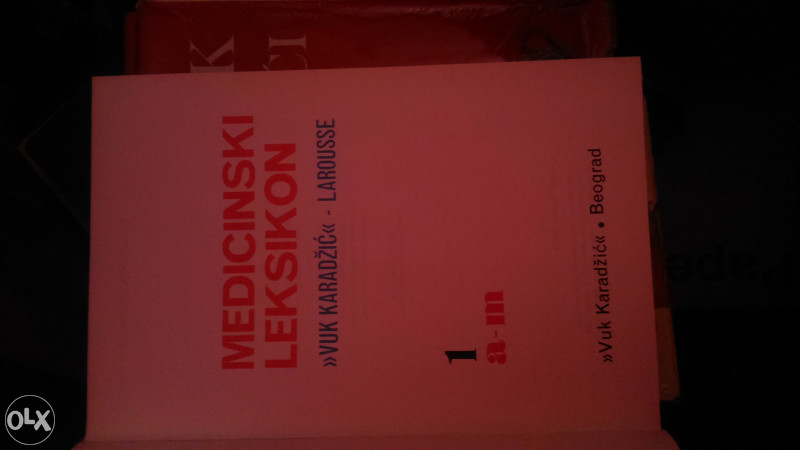 MEDICINSKI
LEKSIKON
»VUK KARADŽIĆ« - LAROUSSE
1
a-m
»Vuk Karadžić« • Beograd
OLX